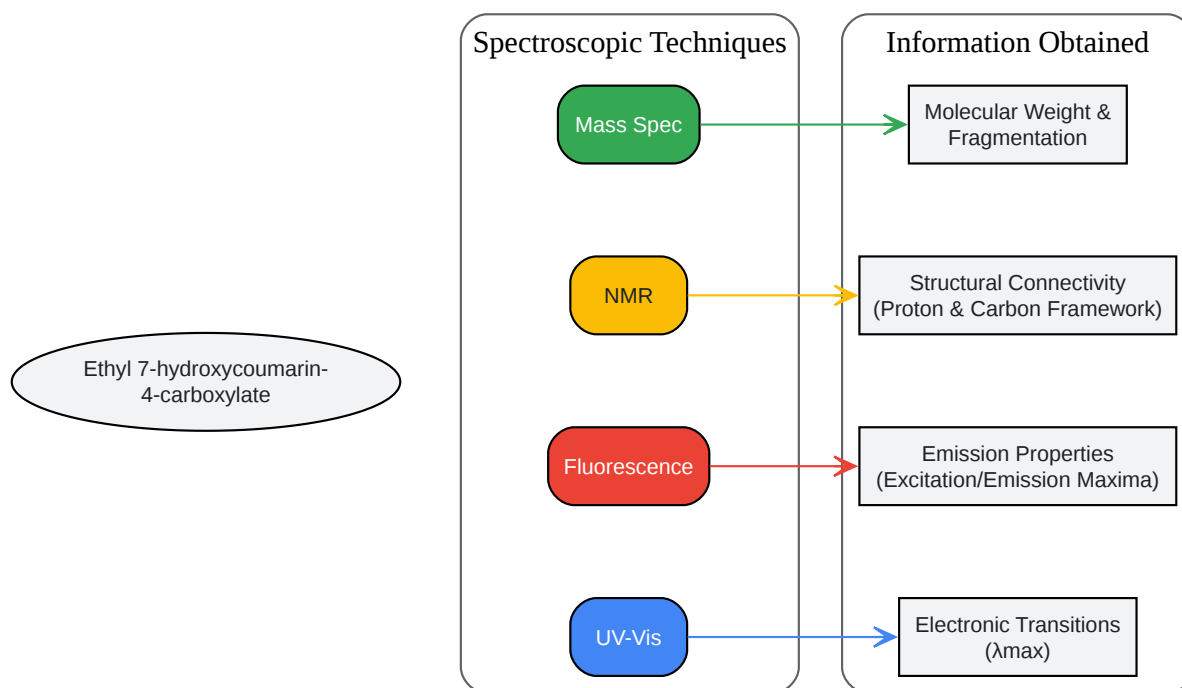 Spectroscopic Techniques
Information Obtained
Mass Spec
Molecular Weight &
Fragmentation
NMR
Structural Connectivity
(Proton & Carbon Framework)
Ethyl 7-hydroxycoumarin-
4-carboxylate
Fluorescence
Emission Properties
(Excitation/Emission Maxima)
UV-Vis
Electronic Transitions
(λmax)